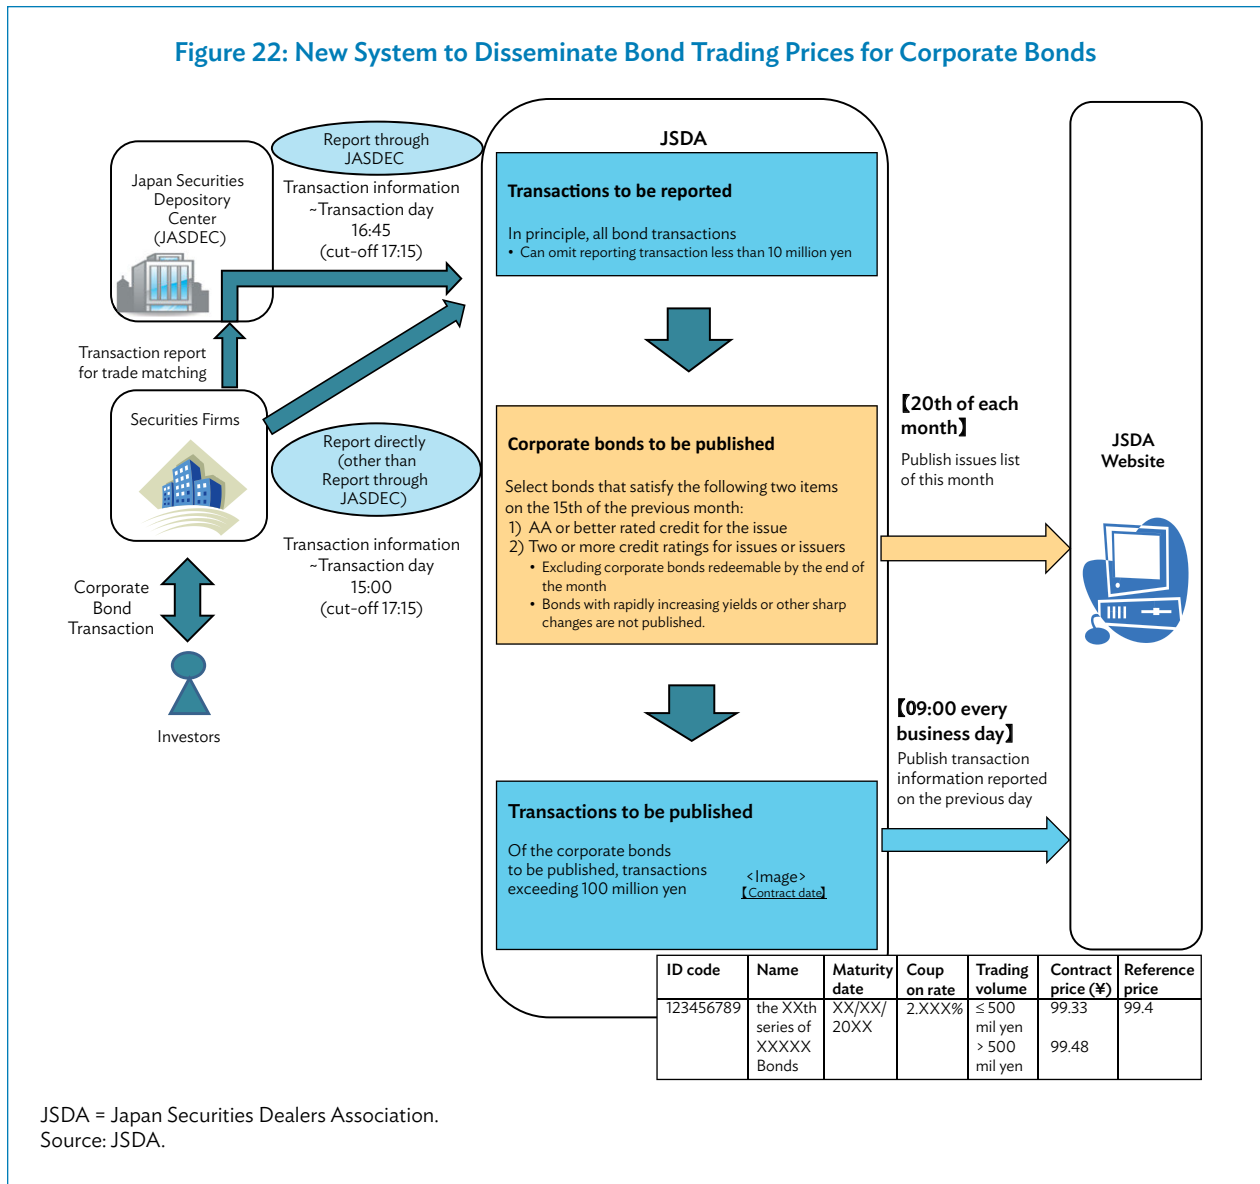 Figure 22: New System to Disseminate Bond Trading Prices for Corporate Bonds
Report through
JASDEC
Japan Securities
Depository
Center
(JASDEC)
Transaction information
~Transaction day
16:45
(cut-off 17:15)
Transaction report
for trade matching
Securities Firms
Report directly
(other than
Report through
JASDEC)
Transaction information
~Transaction day
15:00
(cut-off 17:15)
Corporate
Bond
Transaction
Investors
JSDA
Transactions to be reported
In principle, all bond transactions
• Can omit reporting transaction less than 10 million yen
Corporate bonds to be published
Select bonds that satisfy the following two items
on the 15th of the previous month:
1) AA or better rated credit for the issue
2) Two or more credit ratings for issues or issuers
• Excluding corporate bonds redeemable by the end of
the month
• Bonds with rapidly increasing yields or other sharp
changes are not published.
Transactions to be published
Of the corporate bonds
to be published, transactions
exceeding 100 million yen
<Image>
【Contract date】
【20th of each
month】
Publish issues list
of this month
【09:00 every
business day】
Publish transaction
information reported
on the previous day
JSDA
Website
ID code Name Maturity date Coup on rate Trading volume Contract price (¥) Reference price
123456789 the XXth series of XXXXX Bonds XX/XX/20XX 2.XXX% ≤ 500 mil yen 99.33 99.4
> 500 mil yen 99.48
JSDA = Japan Securities Dealers Association.
Source: JSDA.